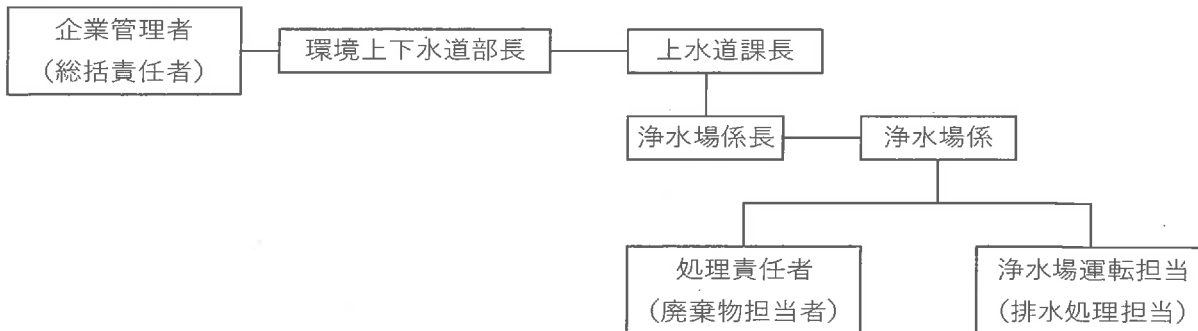 企業管理者
（総括責任者）
環境上下水道部長
上水道課長
浄水場係長
浄水場係
処理責任者
（廃棄物担当者）
浄水場運転担当
（排水処理担当）